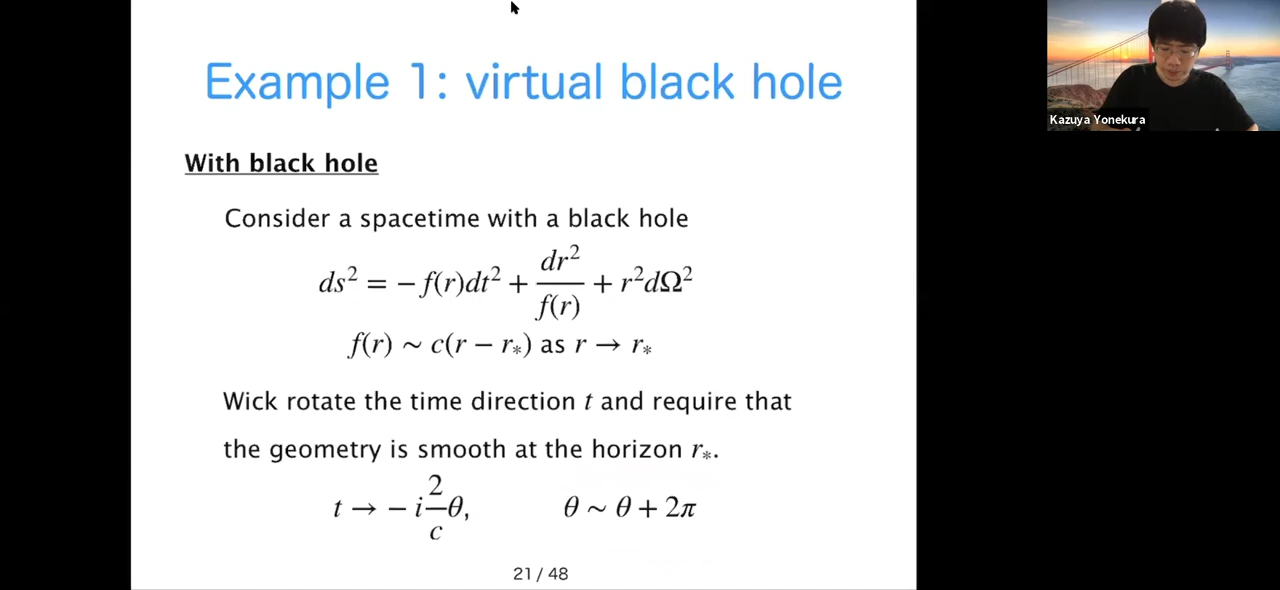 Example 1: virtual black hole
With black hole
Consider a spacetime with a black hole
ds² = − f(r)dt² + dr²/f(r) + r²dΩ²
f(r) ∼ c(r − r*) as r → r*
Wick rotate the time direction t and require that
the geometry is smooth at the horizon r*.
t → − i 2/c θ, θ ∼ θ + 2π
21 / 48
Kazuya Yonekura